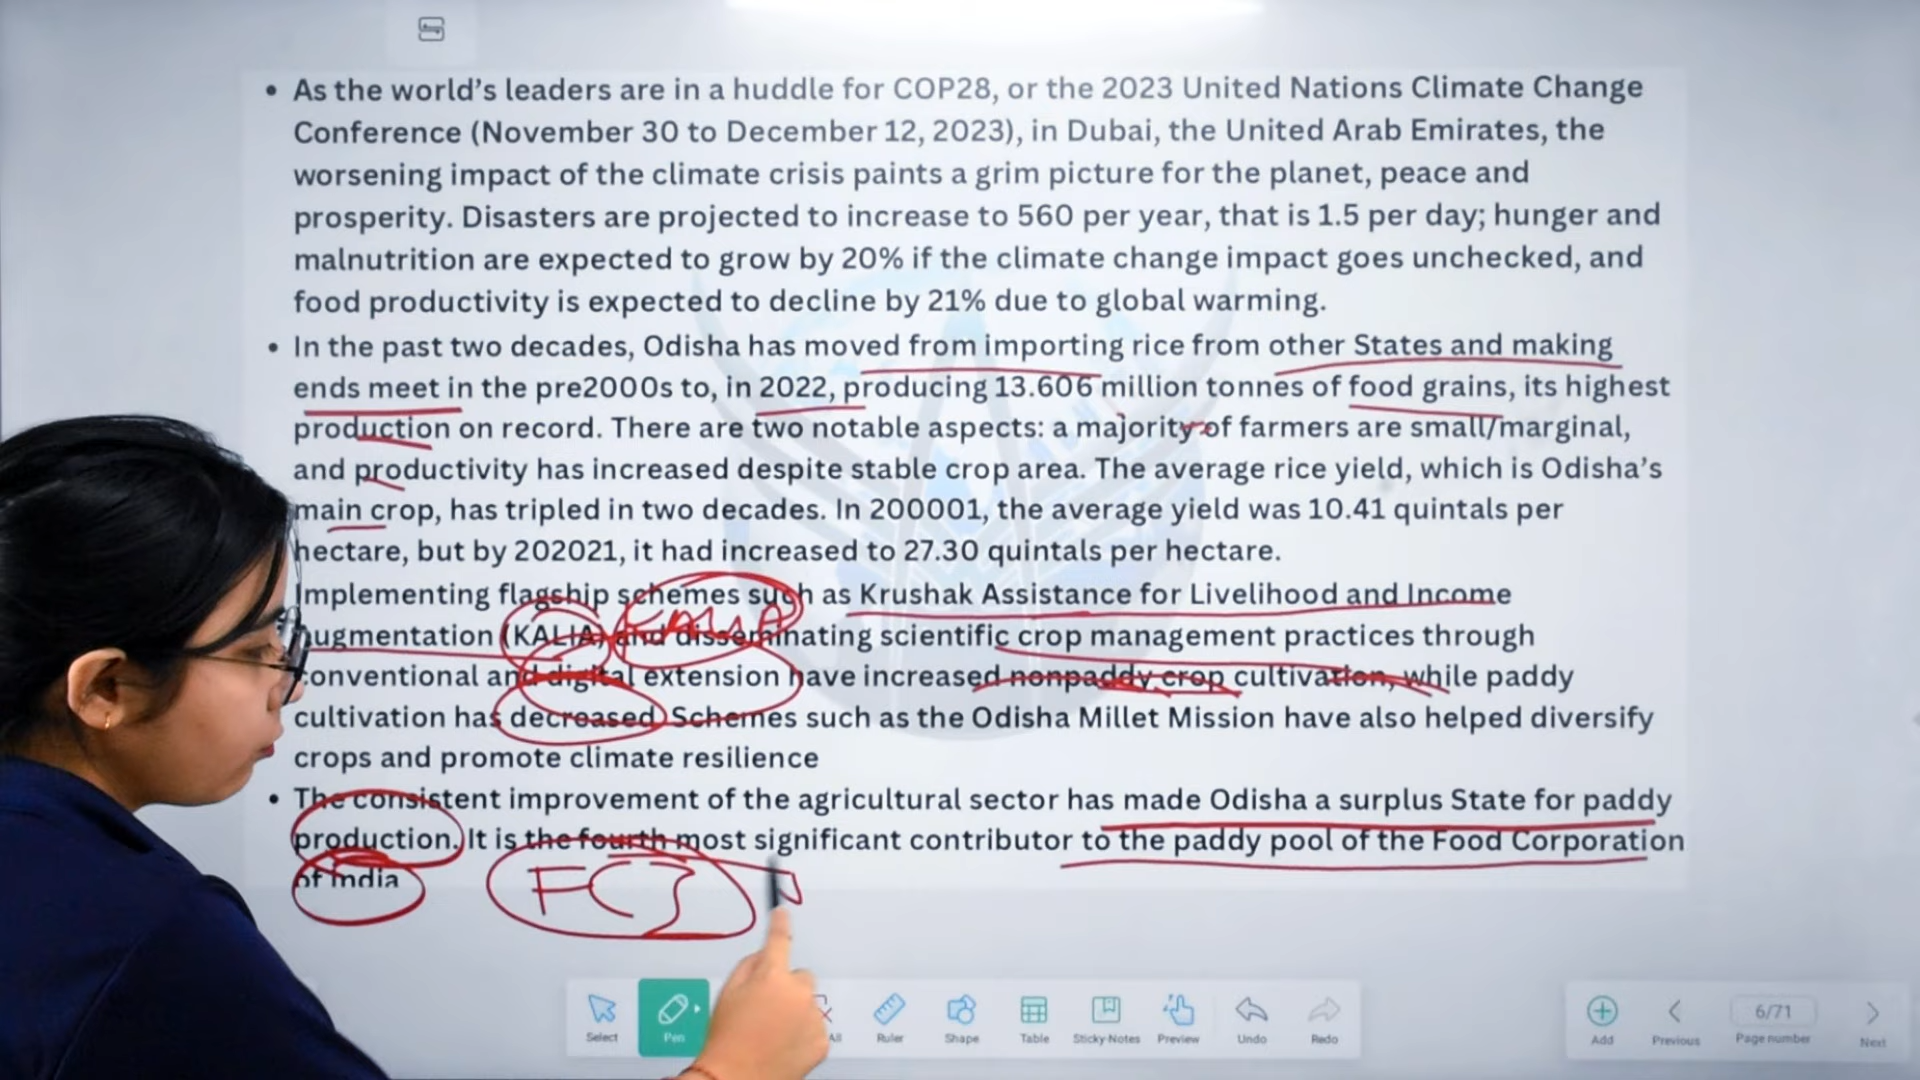 • As the world's leaders are in a huddle for COP28, or the 2023 United Nations Climate Change
Conference (November 30 to December 12, 2023), in Dubai, the United Arab Emirates, the
worsening impact of the climate crisis paints a grim picture for the planet, peace and
prosperity. Disasters are projected to increase to 560 per year, that is 1.5 per day; hunger and
malnutrition are expected to grow by 20% if the climate change impact goes unchecked, and
food productivity is expected to decline by 21% due to global warming.
• In the past two decades, Odisha has moved from importing rice from other States and making
ends meet in the pre2000s to, in 2022, producing 13.606 million tonnes of food grains, its highest
production on record. There are two notable aspects: a majority of farmers are small/marginal,
and productivity has increased despite stable crop area. The average rice yield, which is Odisha's
main crop, has tripled in two decades. In 200001, the average yield was 10.41 quintals per
hectare, but by 202021, it had increased to 27.30 quintals per hectare.
Implementing flagship schemes such as Krushak Assistance for Livelihood and Income
augmentation (KALIA) and disseminating scientific crop management practices through
KALIA
conventional and digital extension have increased nonpaddy crop cultivation, while paddy
cultivation has decreased. Schemes such as the Odisha Millet Mission have also helped diversify
crops and promote climate resilience
• The consistent improvement of the agricultural sector has made Odisha a surplus State for paddy
production. It is the fourth most significant contributor to the paddy pool of the Food Corporation
of India
FCI
Select
Pen
All
Ruler
Shape
Table
Sticky Notes
Preview
Undo
Redo
Add
Previous
6/71
Page number
Next